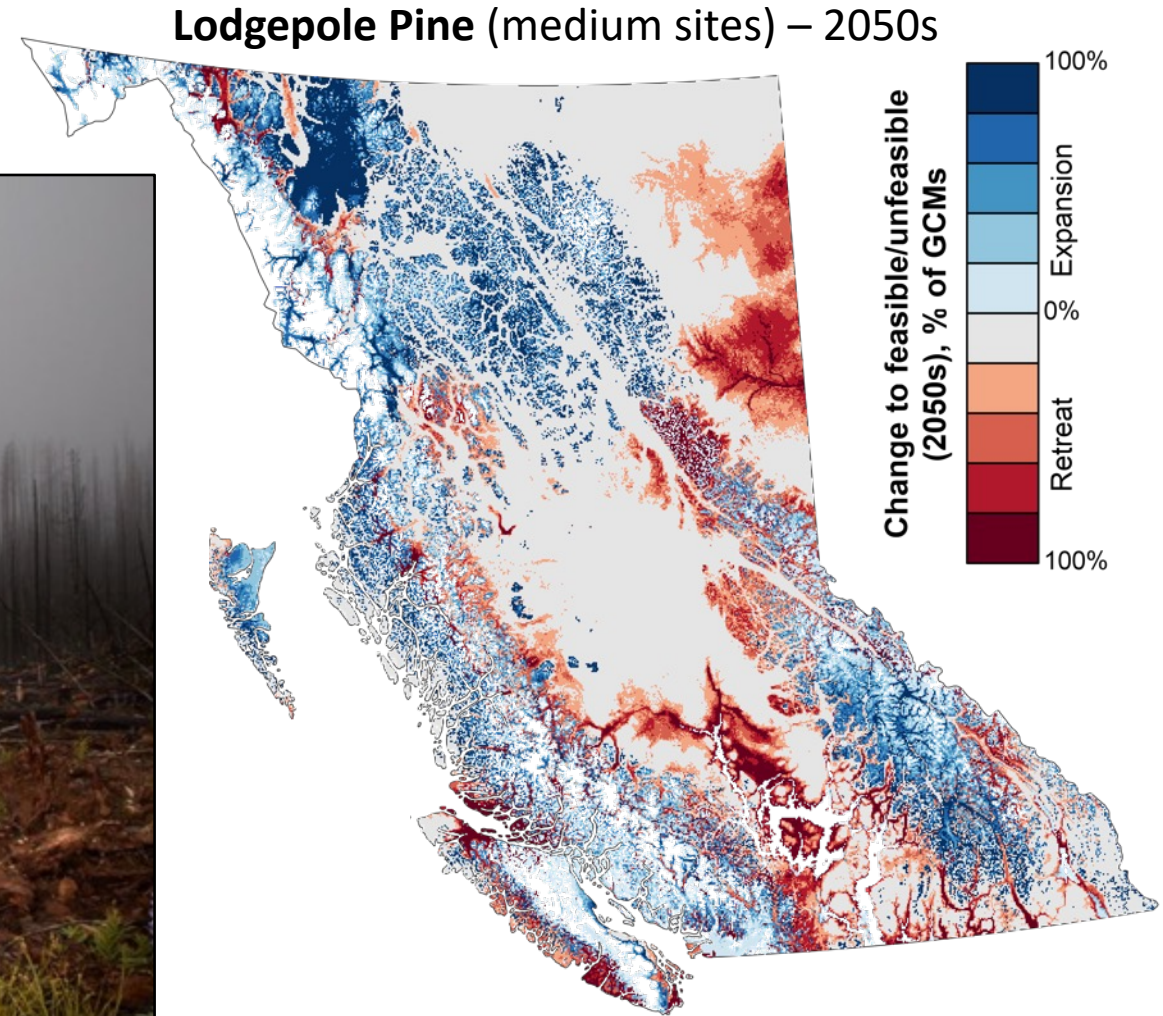 Lodgepole Pine (medium sites) – 2050s
Change to feasible/unfeasible
(2050s), % of GCMs
100%
Expansion
0%
Retreat
100%